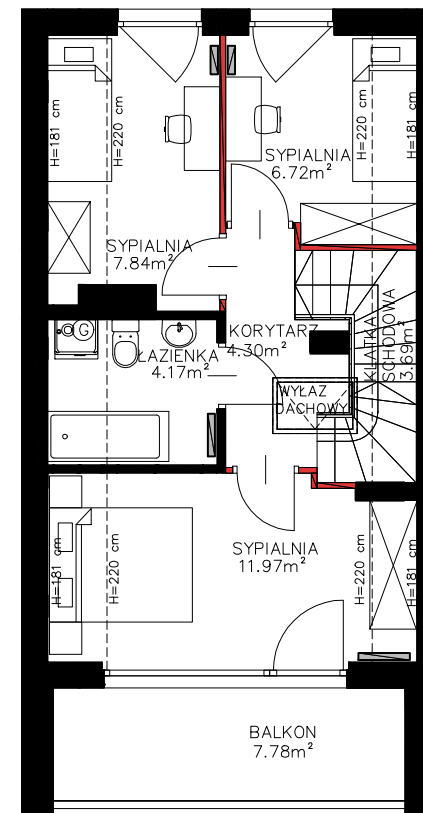 H=181 cm
H=220 cm
H=220 cm
H=181 cm
SYPIALNIA
6.72m²
SYPIALNIA
7.84m²
G
ŁAZIENKA
4.17m²
KORYTARZ
4.30m²
KLATKA
SCHODOWA
3.69m²
WYŁAZ
DACHOWY
H=181 cm
H=220 cm
SYPIALNIA
11.97m²
H=220 cm
H=181 cm
BALKON
7.78m²